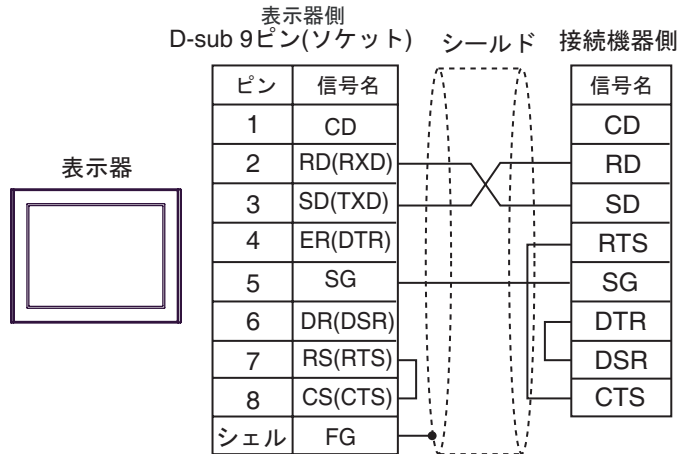 表示器側
D-sub 9ピン(ソケット)
シールド
接続機器側
表示器
ピン 信号名 信号名
1 CD CD
2 RD(RXD) RD
3 SD(TXD) SD
4 ER(DTR) RTS
5 SG SG
6 DR(DSR) DTR
7 RS(RTS) DSR
8 CS(CTS) CTS
シェル FG